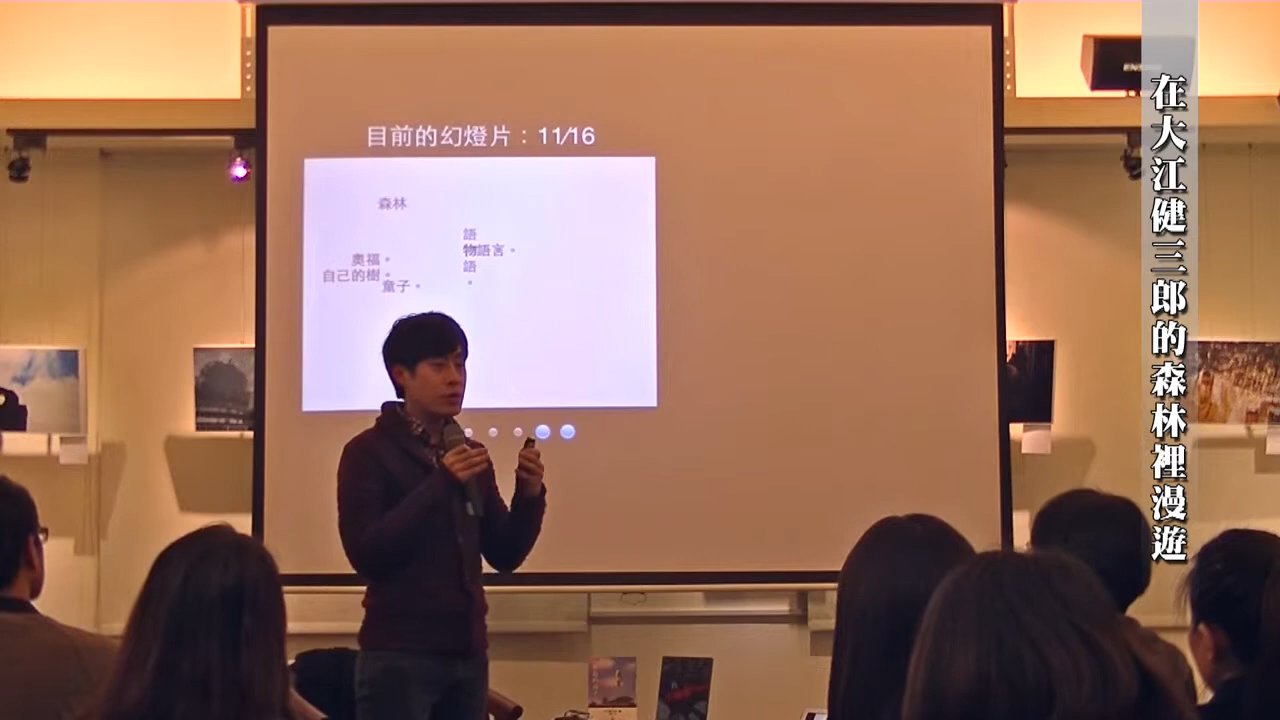 目前的幻燈片：11/16
森林
語
物語言。
語
。
奧福。
自己的樹。
童子。
在大江健三郎的森林裡漫遊